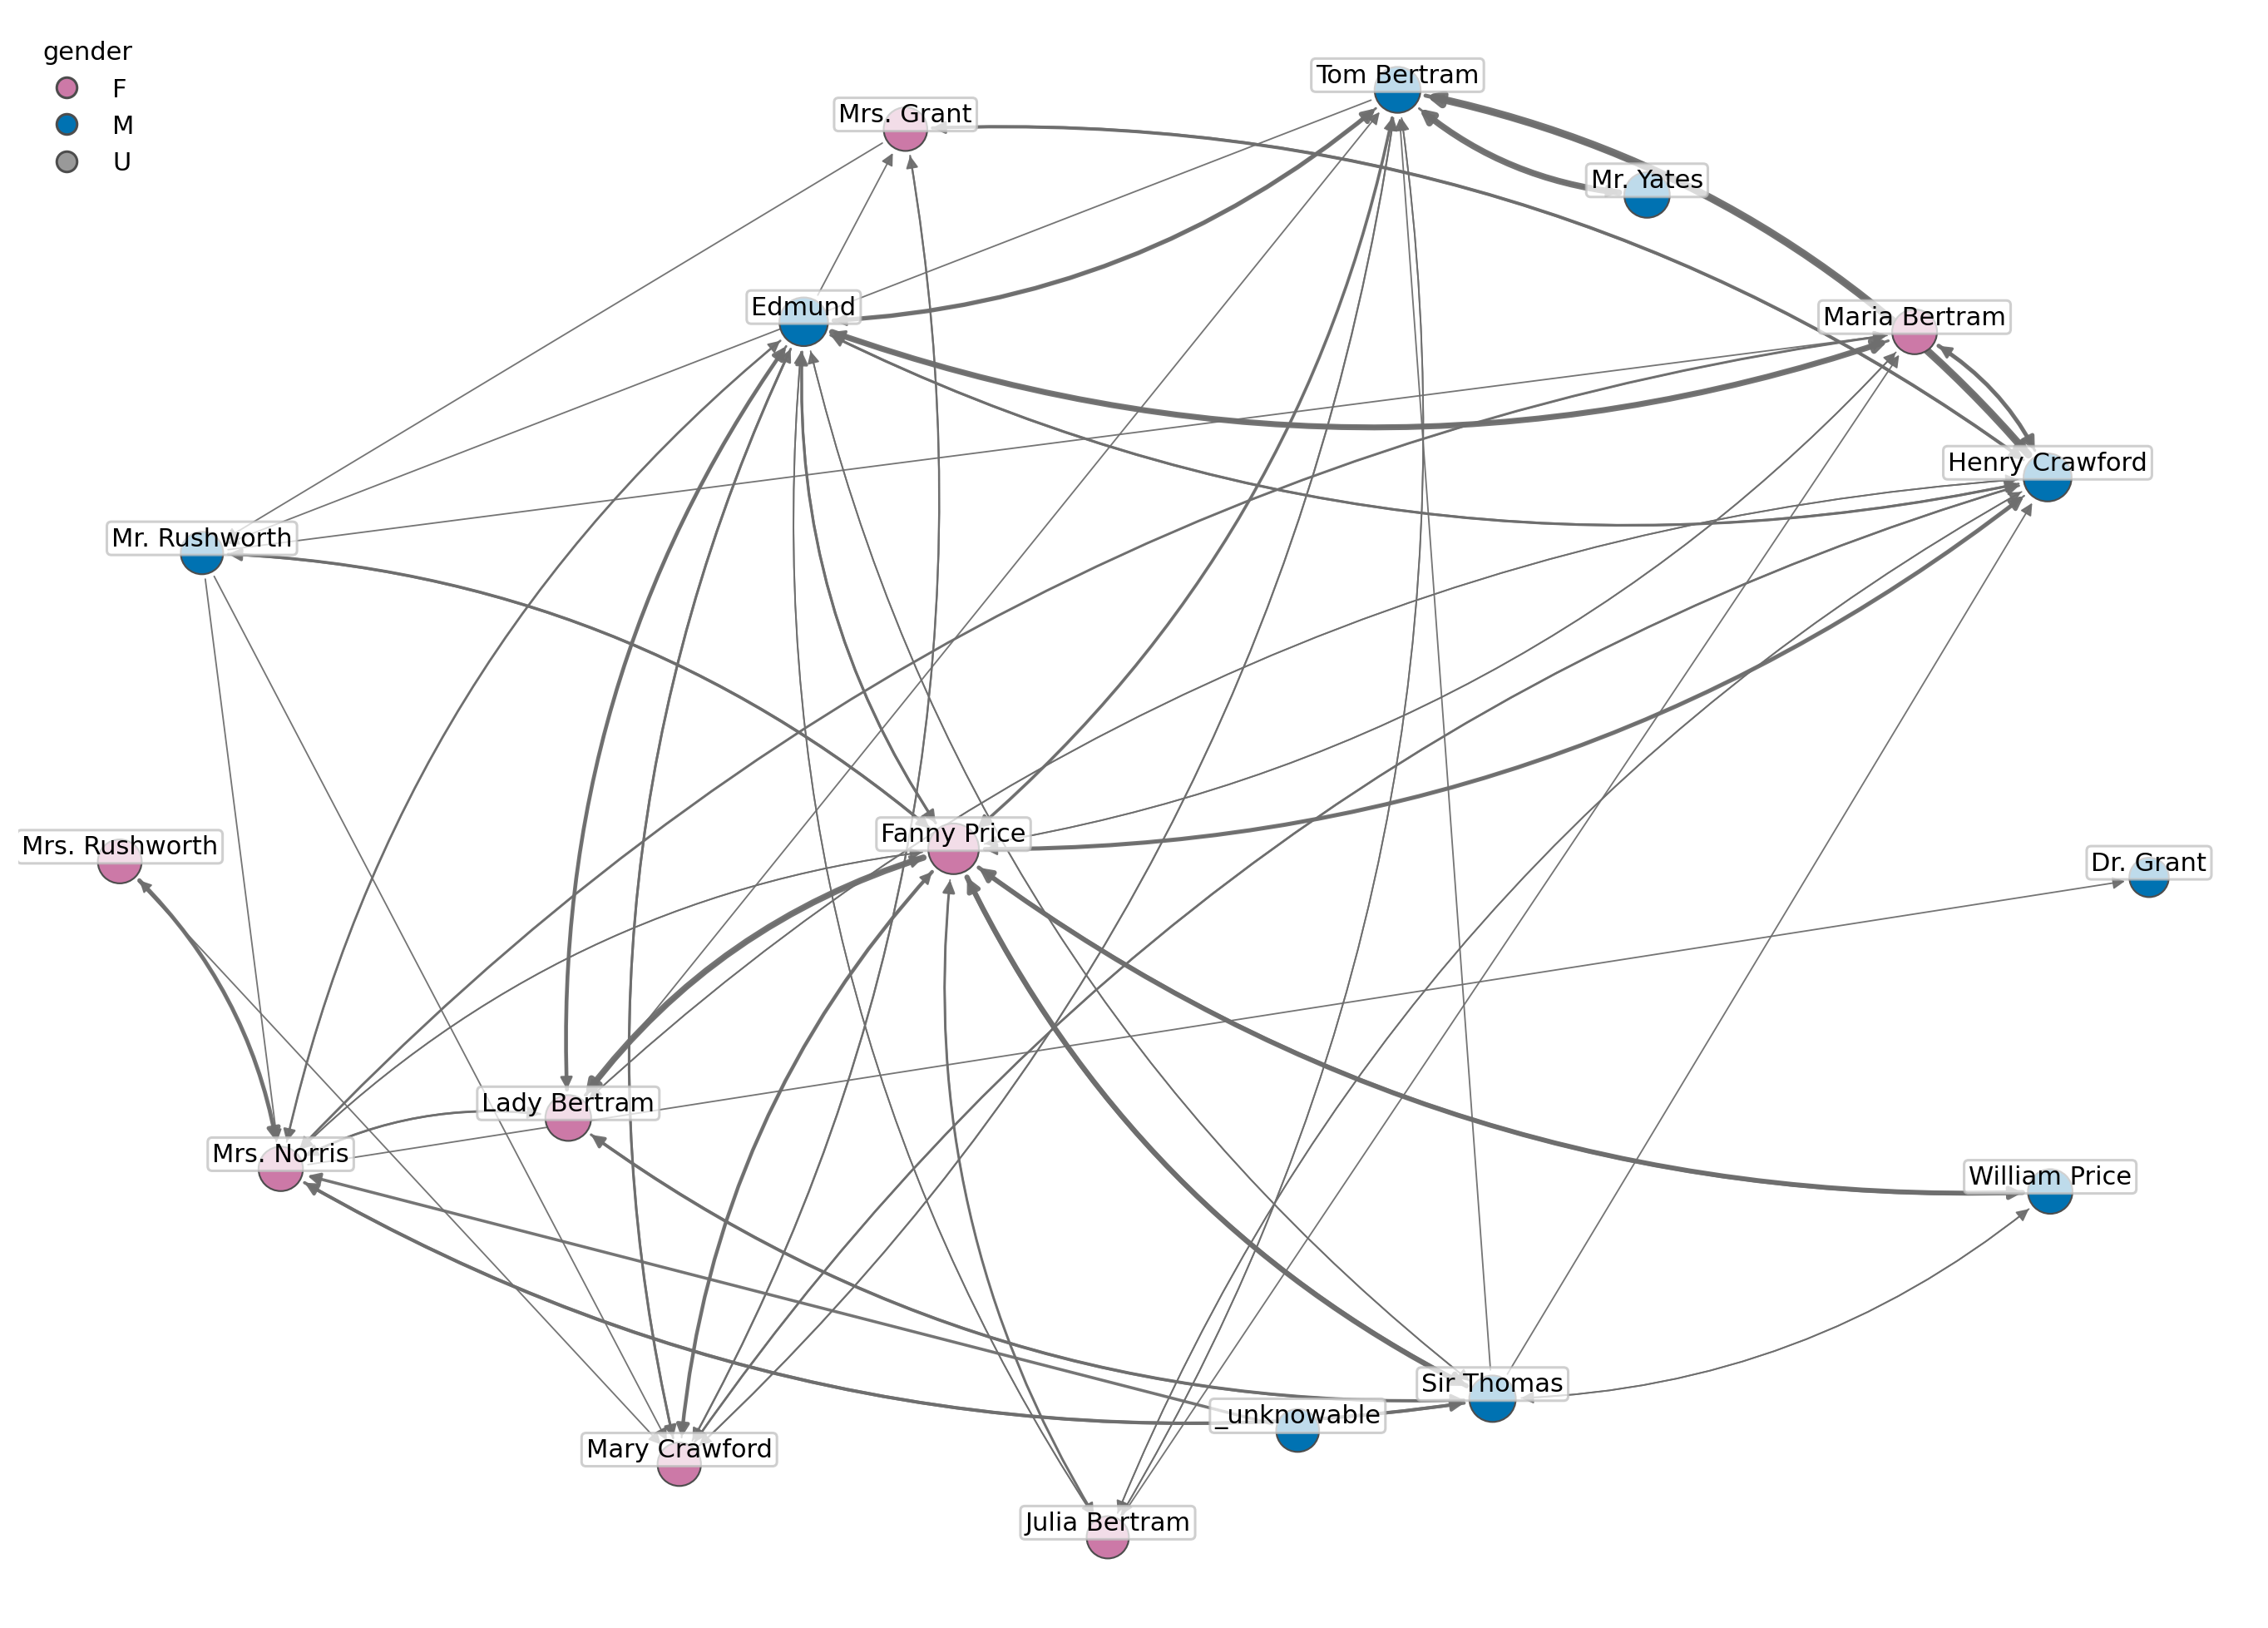 gender
F
M
U
Tom Bertram
Mrs. Grant
Mr. Yates
Edmund
Maria Bertram
Henry Crawford
Mr. Rushworth
Fanny Price
Mrs. Rushworth
Dr. Grant
Lady Bertram
Mrs. Norris
William Price
Sir Thomas
_unknowable
Mary Crawford
Julia Bertram